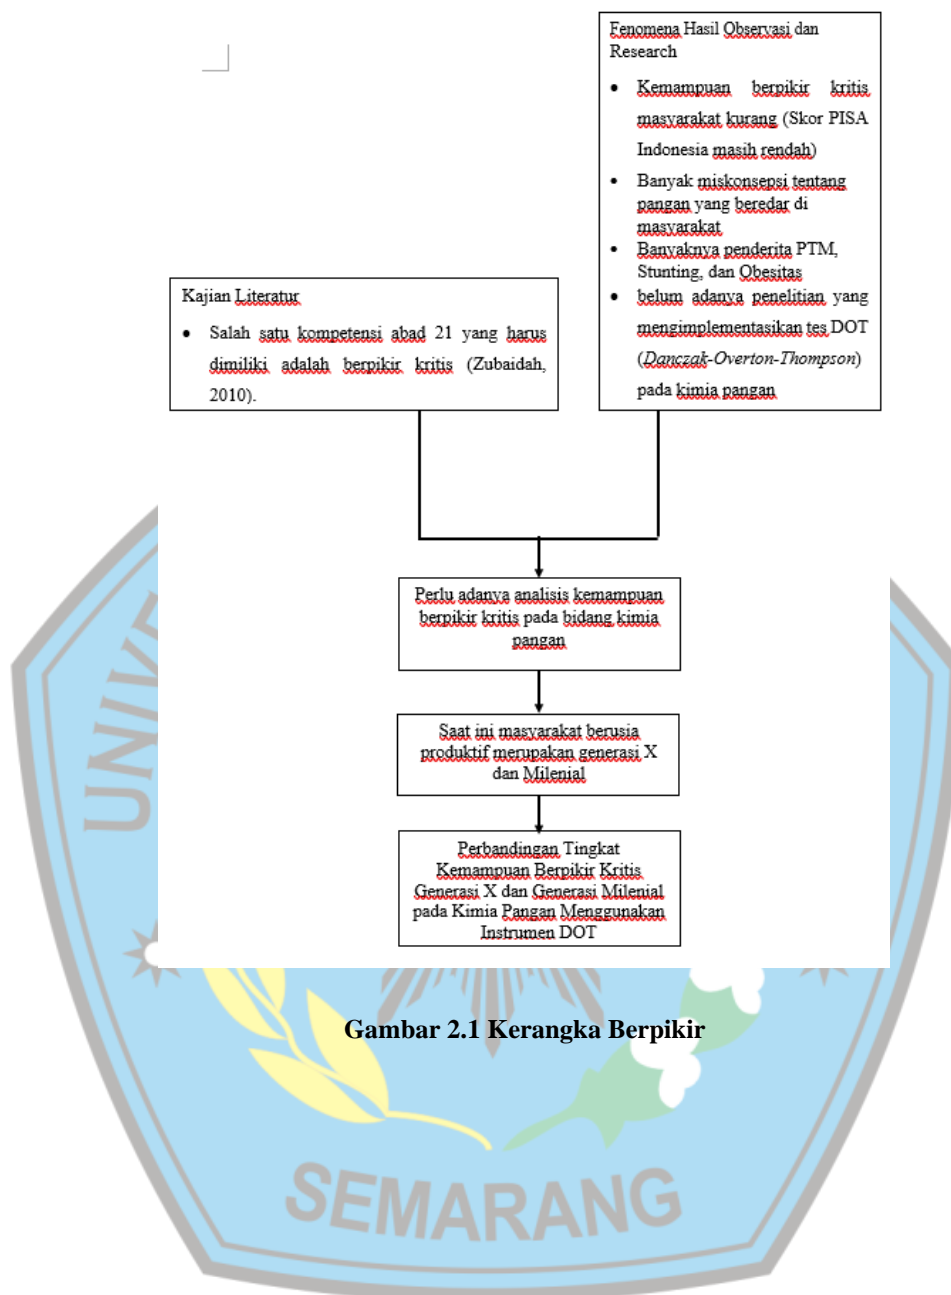 Fenomena Hasil Observasi dan
Research
• Kemampuan berpikir kritis
masyarakat kurang (Skor PISA
Indonesia masih rendah)
• Banyak miskonsepsi tentang
pangan yang beredar di
masyarakat
• Banyaknya penderita PTM,
Stunting, dan Obesitas
• belum adanya penelitian yang
mengimplementasikan tes DOT
(Danczak-Overton-Thompson)
pada kimia pangan
Kajian Literatur
• Salah satu kompetensi abad 21 yang harus
dimiliki adalah berpikir kritis (Zubaidah,
2010).
Perlu adanya analisis kemampuan
berpikir kritis pada bidang kimia
pangan
Saat ini masyarakat berusia
produktif merupakan generasi X
dan Milenial
Perbandingan Tingkat
Kemampuan Berpikir Kritis
Generasi X dan Generasi Milenial
pada Kimia Pangan Menggunakan
Instrumen DOT
Gambar 2.1 Kerangka Berpikir
UNIVE
SEMARANG